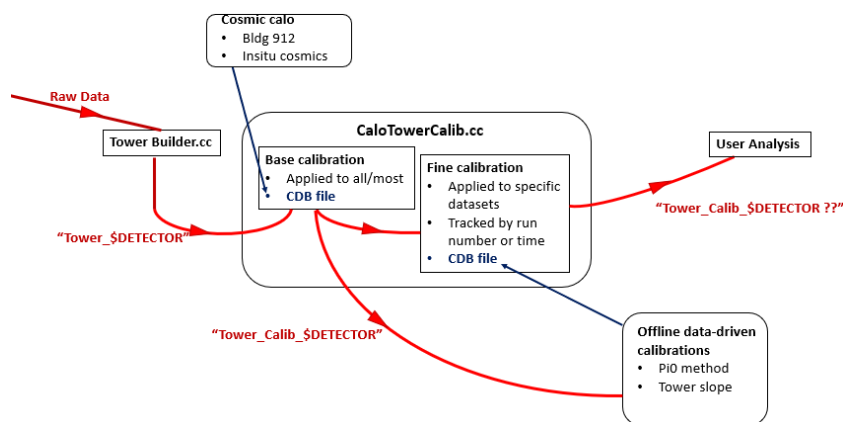 Cosmic calo
• Bldg 912
• Insitu cosmics
Raw Data
Tower Builder.cc
CaloTowerCalib.cc
Base calibration
• Applied to all/most
• CDB file
Fine calibration
• Applied to specific
datasets
• Tracked by run
number or time
• CDB file
User Analysis
"Tower_$DETECTOR"
"Tower_Calib_$DETECTOR ??"
"Tower_Calib_$DETECTOR"
Offline data-driven
calibrations
• Pi0 method
• Tower slope